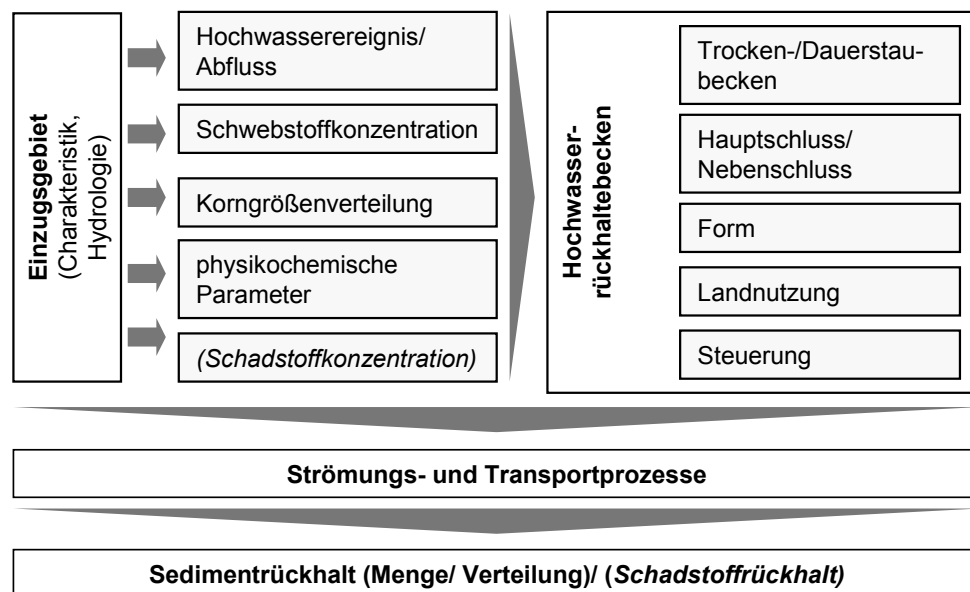 Einzugsgebiet
(Charakteristik,
Hydrologie)
Hochwasserereignis/
Abfluss
Schwebstoffkonzentration
Korngrößenverteilung
physikochemische
Parameter
(Schadstoffkonzentration)
Hochwasser-
rückhaltebecken
Trocken-/Dauerstau-
becken
Hauptschluss/
Nebenschluss
Form
Landnutzung
Steuerung
Strömungs- und Transportprozesse
Sedimentrückhalt (Menge/ Verteilung)/ (Schadstoffrückhalt)